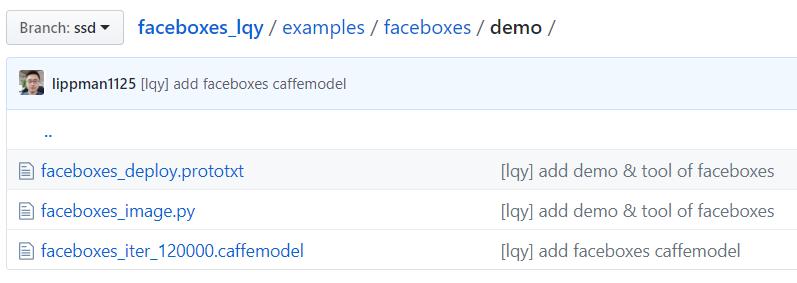 Branch: ssd faceboxes_lqy / examples / faceboxes / demo /
lippman1125 [lqy] add faceboxes caffemodel
..
faceboxes_deploy.prototxt [lqy] add demo & tool of faceboxes
faceboxes_image.py [lqy] add demo & tool of faceboxes
faceboxes_iter_120000.caffemodel [lqy] add faceboxes caffemodel